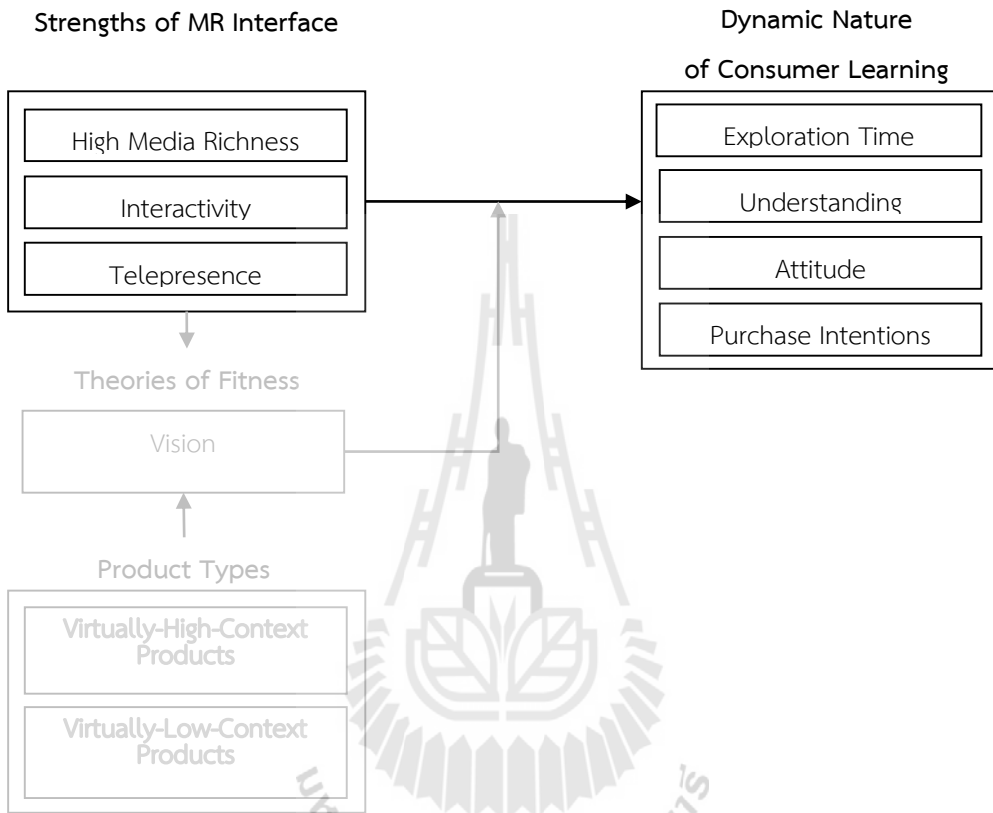 Strengths of MR Interface
Dynamic Nature
of Consumer Learning
High Media Richness
Interactivity
Telepresence
Exploration Time
Understanding
Attitude
Purchase Intentions
Theories of Fitness
Vision
Product Types
Virtually-High-Context
Products
Virtually-Low-Context
Products